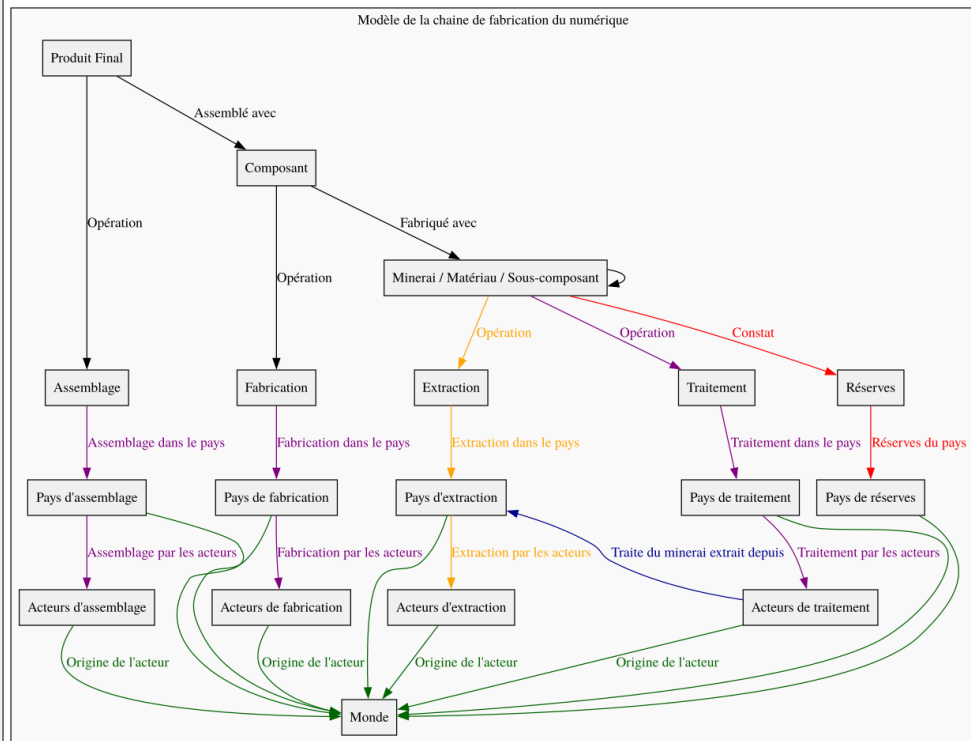 Modèle de la chaine de fabrication du numérique
Produit Final
Assemblé avec
Composant
Opération
Fabriqué avec
Opération
Minerai / Matériau / Sous-composant
Opération
Opération
Constat
Assemblage
Fabrication
Extraction
Traitement
Réserves
Assemblage dans le pays
Fabrication dans le pays
Extraction dans le pays
Traitement dans le pays
Réserves du pays
Pays d'assemblage
Pays de fabrication
Pays d'extraction
Pays de traitement
Pays de réserves
Assemblage par les acteurs
Fabrication par les acteurs
Extraction par les acteurs
Traite du minerai extrait depuis
Traitement par les acteurs
Acteurs d'assemblage
Acteurs de fabrication
Acteurs d'extraction
Acteurs de traitement
Origine de l'acteur
Origine de l'acteur
Origine de l'acteur
Origine de l'acteur
Monde